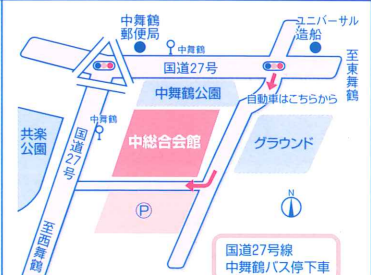 中舞鶴
郵便局
中舞鶴
ユニバーサル
造船
至東舞鶴
国道27号
中舞鶴公園
自動車はこちらから
共楽
公園
国道27号
中舞鶴
中総合会館
グラウンド
P
N
至西舞鶴
国道27号線
中舞鶴バス停下車